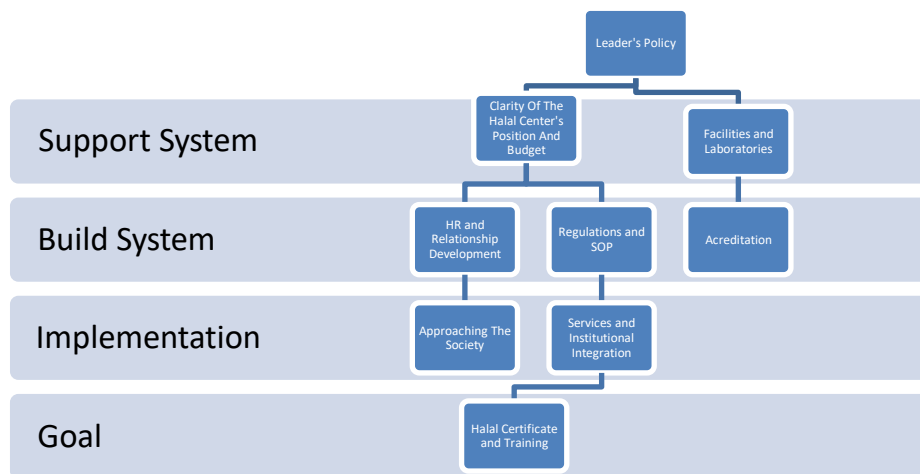 Leader's Policy
Support System
Clarity Of The
Halal Center's
Position And
Budget
Facilities and
Laboratories
Build System
HR and
Relationship
Development
Regulations and
SOP
Acreditation
Implementation
Approaching The
Society
Services and
Institutional
Integration
Goal
Halal Certificate
and Training